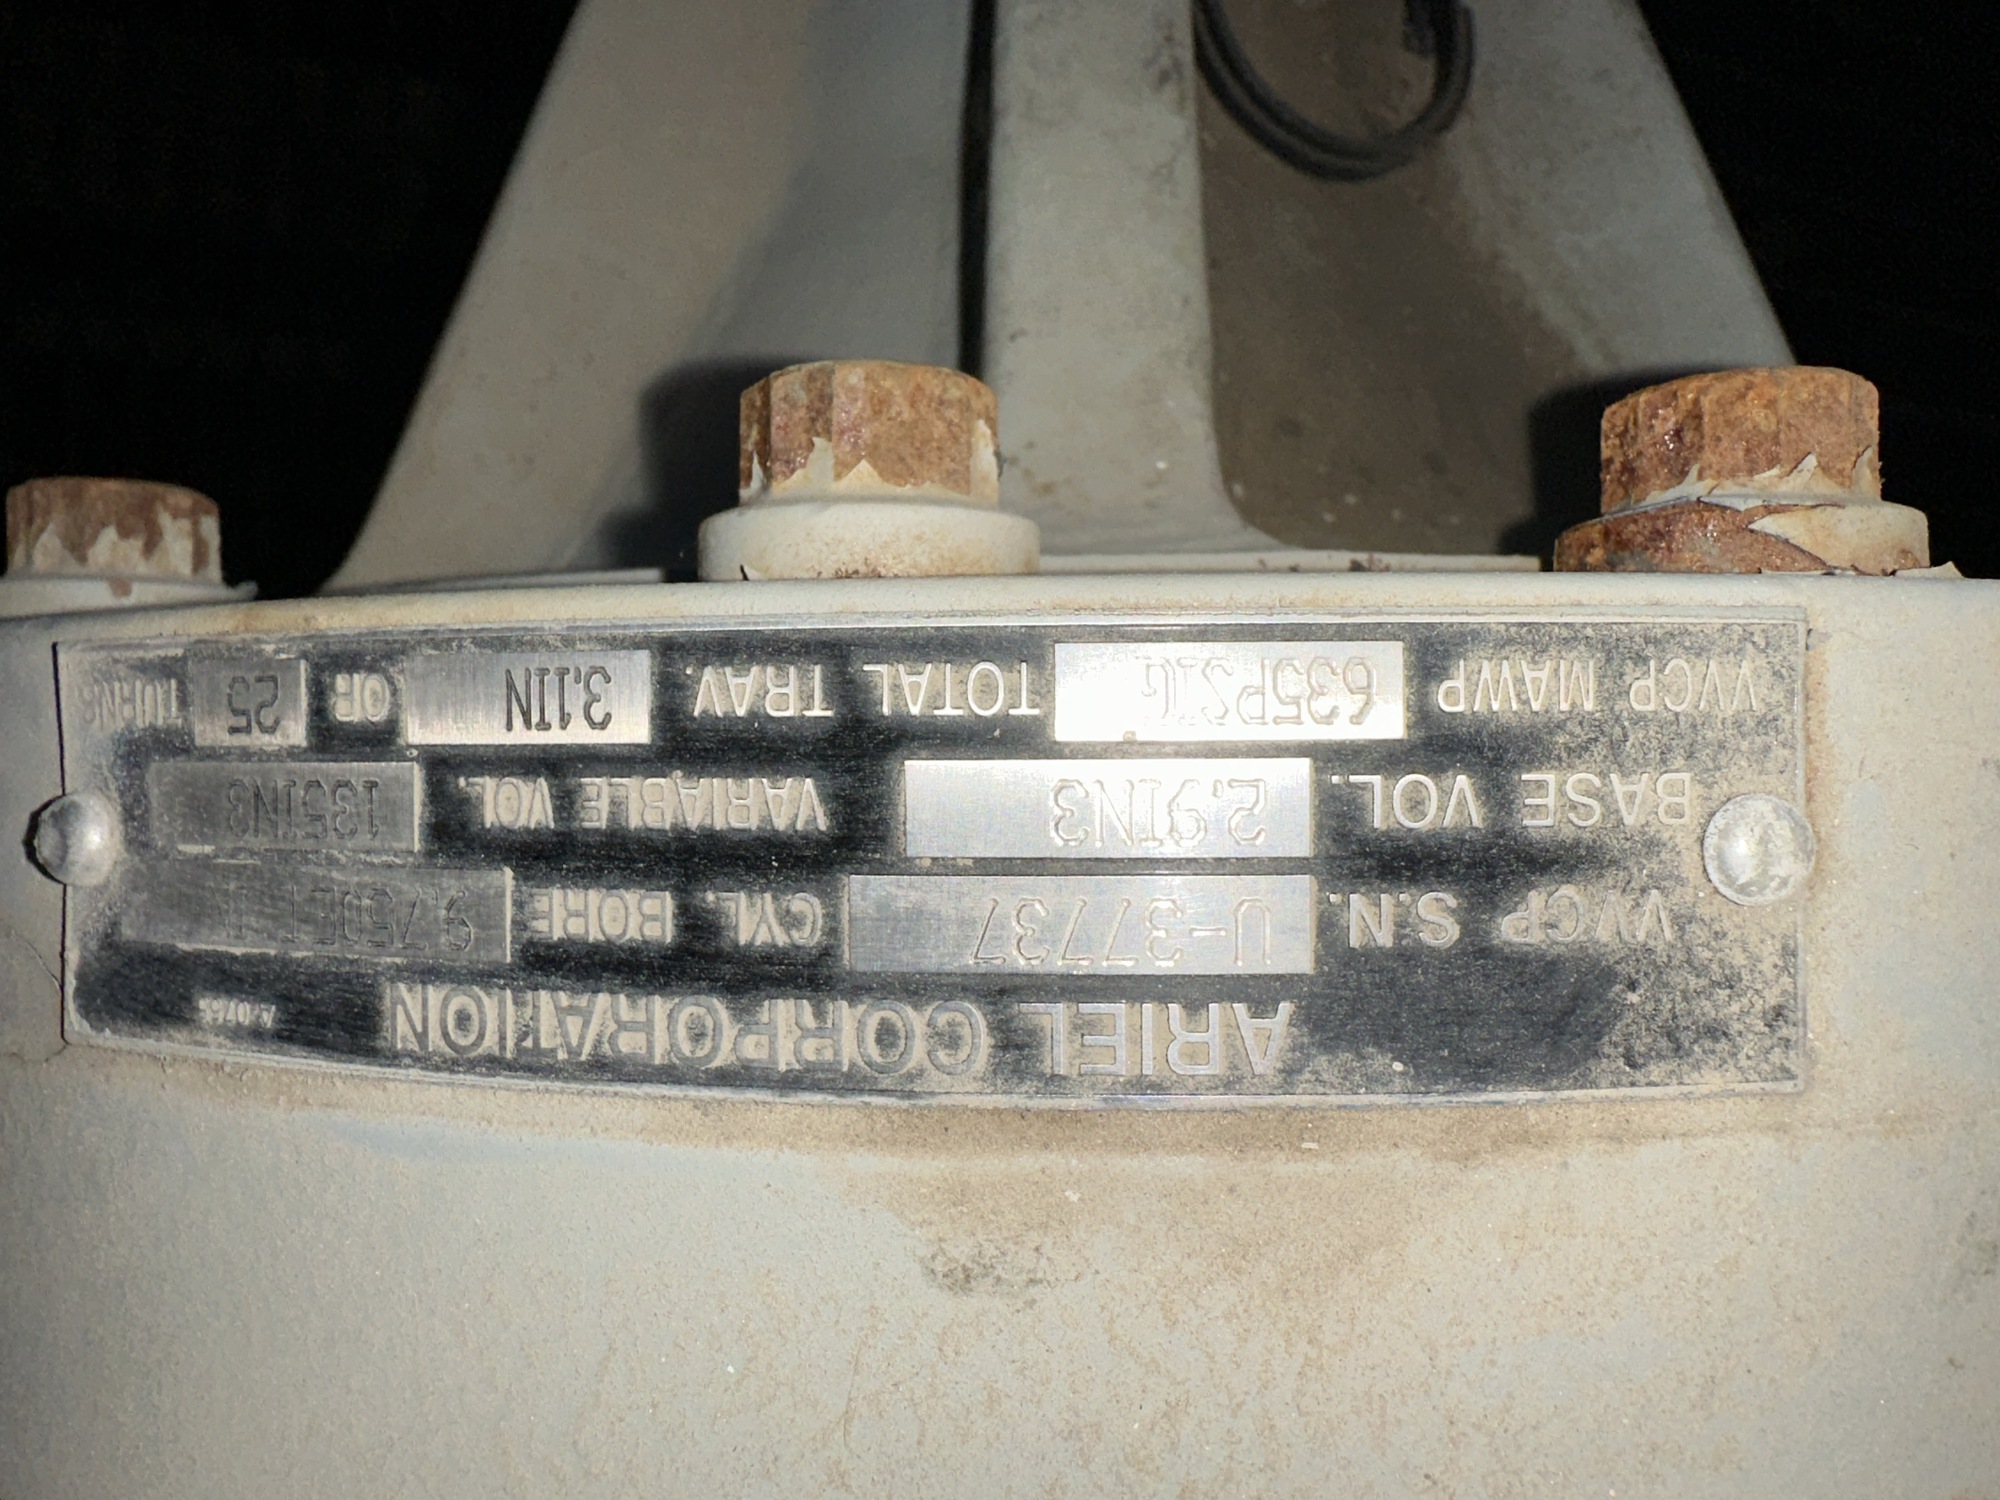 ARIEL CORPORATION
VVCP S.N. U-37737 CYL. BORE 9.750ET
BASE VOL. 2.9IN3 VARIABLE VOL. 135IN3
VVCP MAWP 635PSIG TOTAL TRAV. 3.1IN OR 25 TURNS